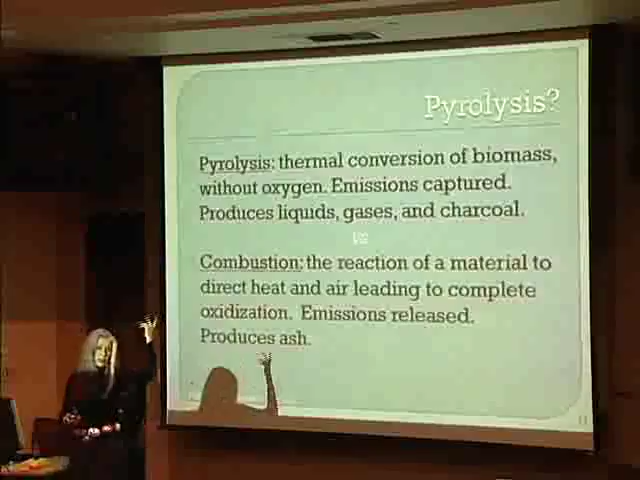 Pyrolysis?
Pyrolysis: thermal conversion of biomass,
without oxygen. Emissions captured.
Produces liquids, gases, and charcoal.
vs
Combustion: the reaction of a material to
direct heat and air leading to complete
oxidization. Emissions released.
Produces ash.